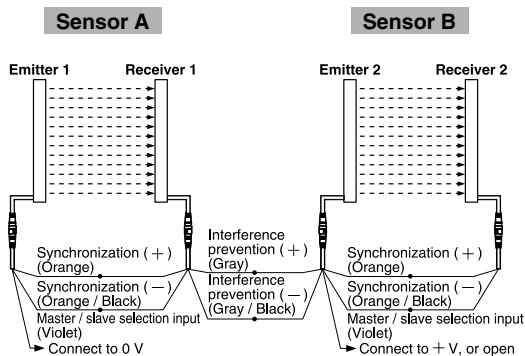 Sensor A
Sensor B
Emitter 1
Receiver 1
Emitter 2
Receiver 2
Synchronization (+)
(Orange)
Synchronization (−)
(Orange / Black)
Master / slave selection input
(Violet)
Connect to 0 V
Interference
prevention (+)
(Gray)
Interference
prevention (−)
(Gray / Black)
Synchronization (+)
(Orange)
Synchronization (−)
(Orange / Black)
Master / slave selection input
(Violet)
Connect to + V, or open